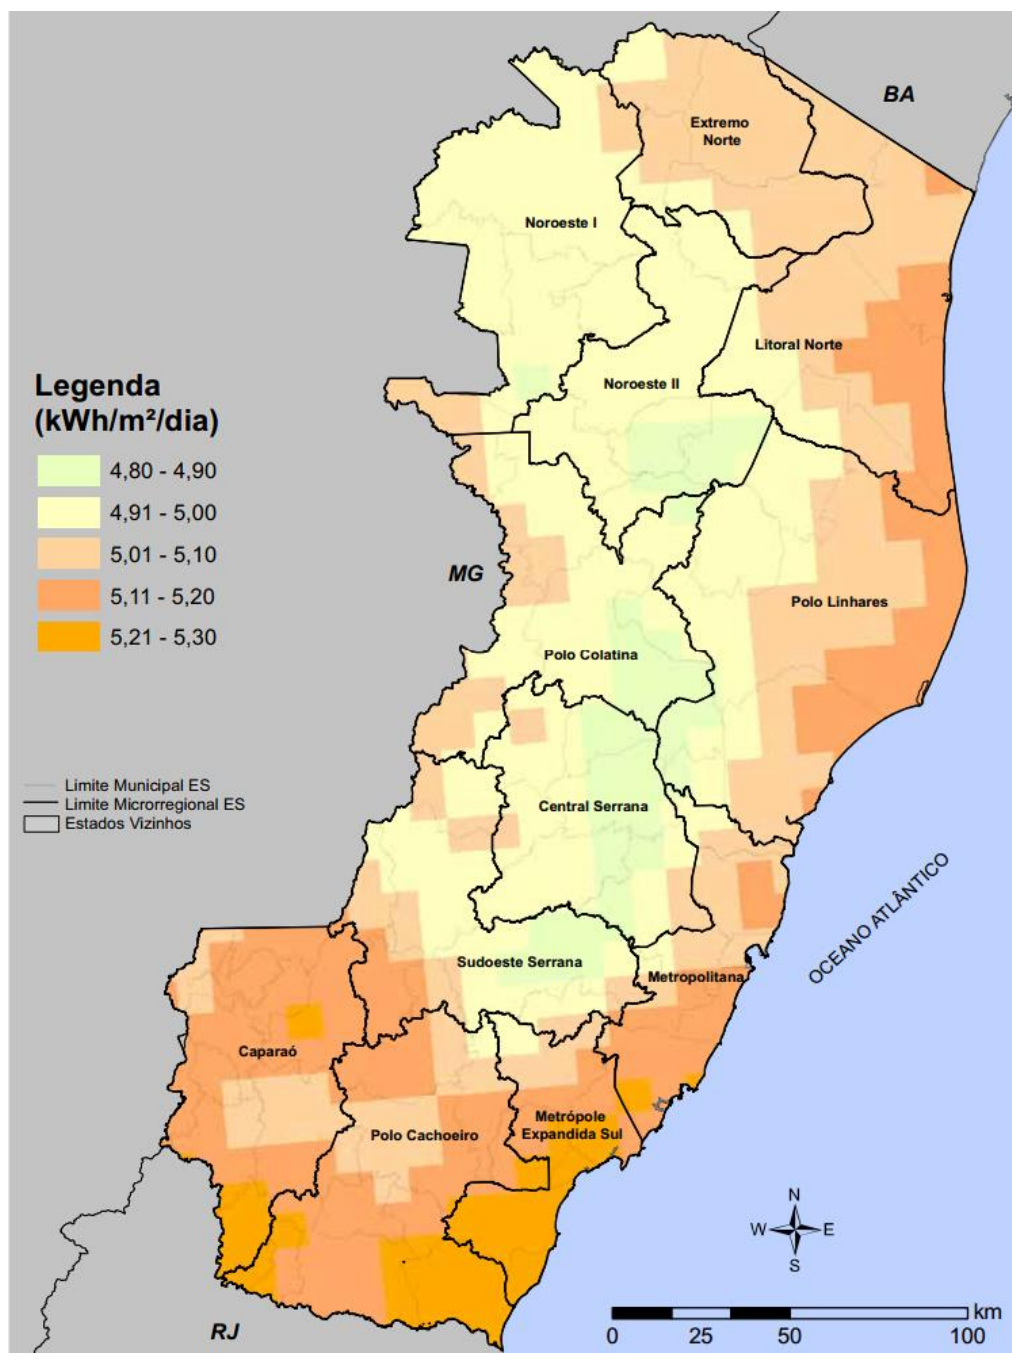 BA
Extremo
Norte
Noroeste I
Litoral Norte
Noroeste II
Legenda
(kWh/m²/dia)
4,80 - 4,90
4,91 - 5,00
5,01 - 5,10
5,11 - 5,20
5,21 - 5,30
MG
Polo Linhares
Polo Colatina
Limite Municipal ES
Limite Microrregional ES
Estados Vizinhos
Central Serrana
OCEANO ATLÂNTICO
Sudoeste Serrana
Metropolitana
Caparaó
Metrópole
Expandida Sul
Polo Cachoeiro
N
W E
S
RJ
km
0 25 50 100